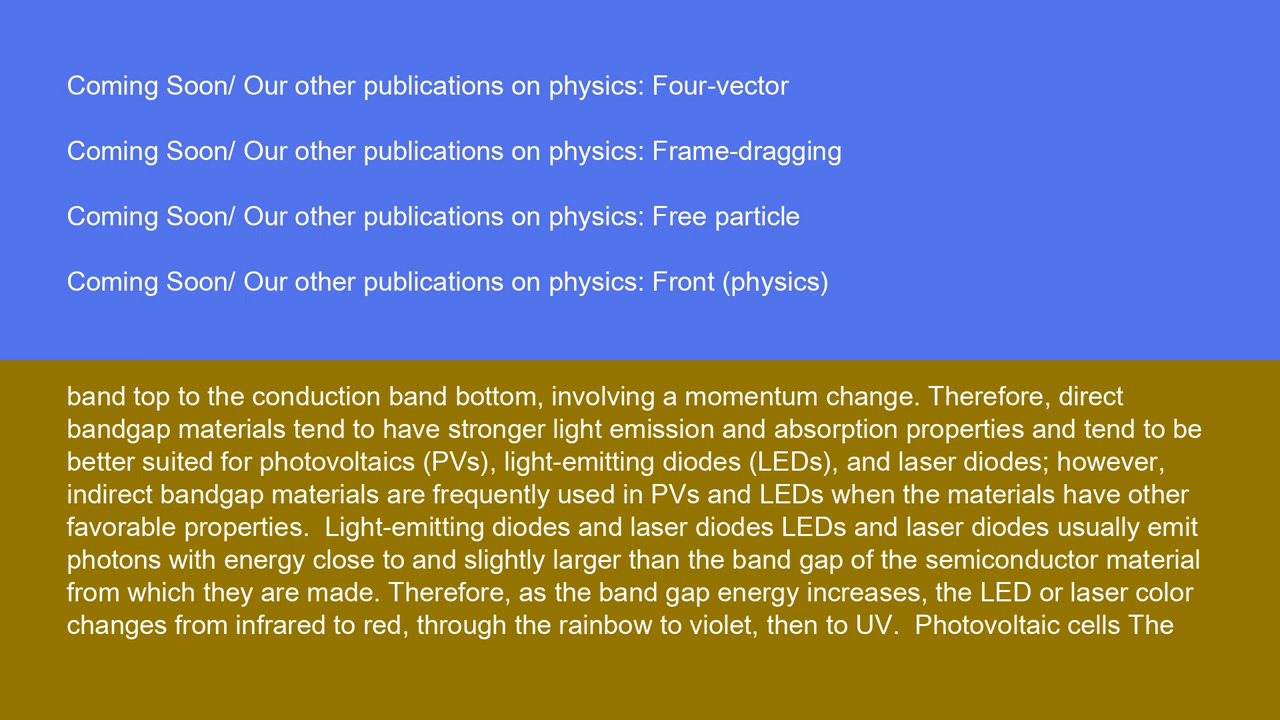 Coming Soon/ Our other publications on physics: Four-vector
Coming Soon/ Our other publications on physics: Frame-dragging
Coming Soon/ Our other publications on physics: Free particle
Coming Soon/ Our other publications on physics: Front (physics)
band top to the conduction band bottom, involving a momentum change. Therefore, direct
bandgap materials tend to have stronger light emission and absorption properties and tend to be
better suited for photovoltaics (PVs), light-emitting diodes (LEDs), and laser diodes; however,
indirect bandgap materials are frequently used in PVs and LEDs when the materials have other
favorable properties.  Light-emitting diodes and laser diodes LEDs and laser diodes usually emit
photons with energy close to and slightly larger than the band gap of the semiconductor material
from which they are made. Therefore, as the band gap energy increases, the LED or laser color
changes from infrared to red, through the rainbow to violet, then to UV.  Photovoltaic cells The